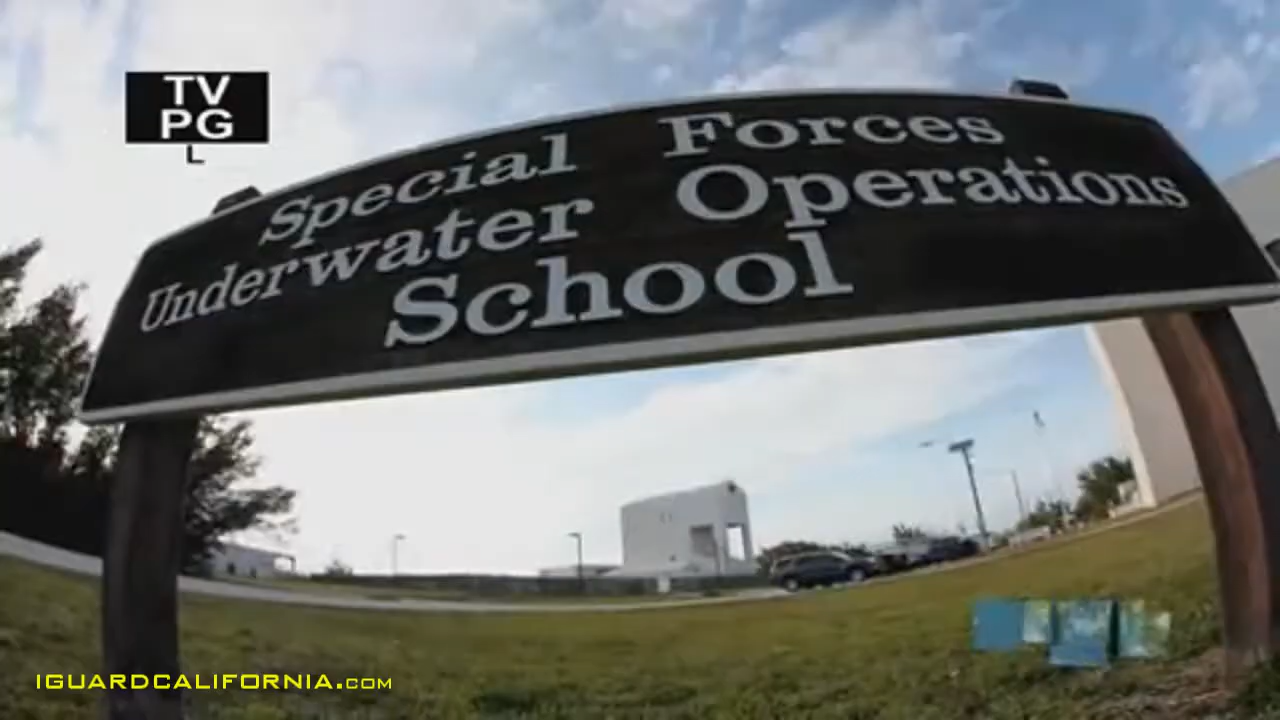 TV
PG
L
Special Forces
Underwater Operations
School
IGUARDCALIFORNIA.COM